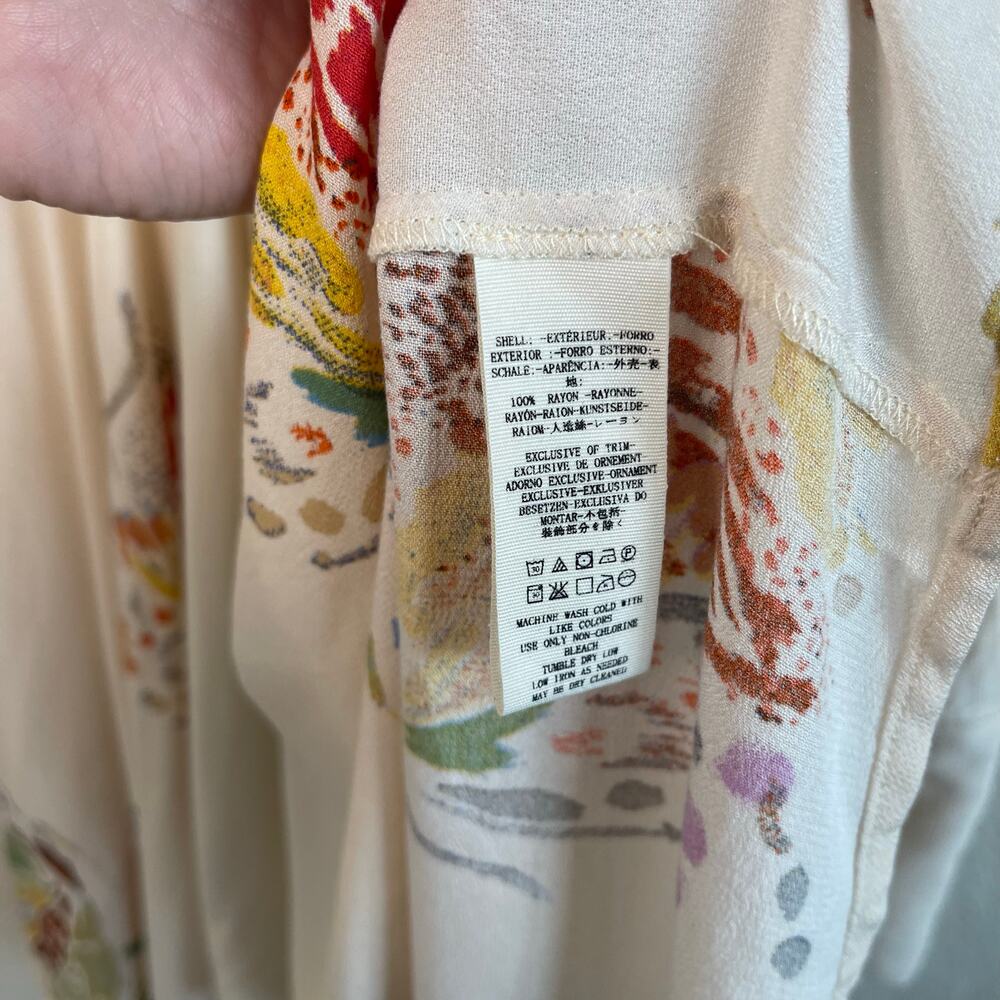 SHELL: -EXTÉRIEUR:-FORRO
EXTERIOR :-FORRO ESTERNO:-
SCHALE:-APARÊNCIA:-外壳-表
地:
100% RAYON -RAYONNE-
RAYÓN-RAION-KUNSTSEIDE-
RAIOM-人造絲-レーヨン
EXCLUSIVE OF TRIM-
EXCLUSIVE DE ORNEMENT
ADORNO EXCLUSIVE-ORNAMENT
EXCLUSIVE-EXKLUSIVER
BESETZEN-EXCLUSIVA DO
MONTAR-不包括-
装飾部分を除く
MACHINE WASH COLD WITH
LIKE COLORS
USE ONLY NON-CHLORINE
BLEACH
TUMBLE DRY LOW
LOW IRON AS NEEDED
MAY BE DRY CLEANED